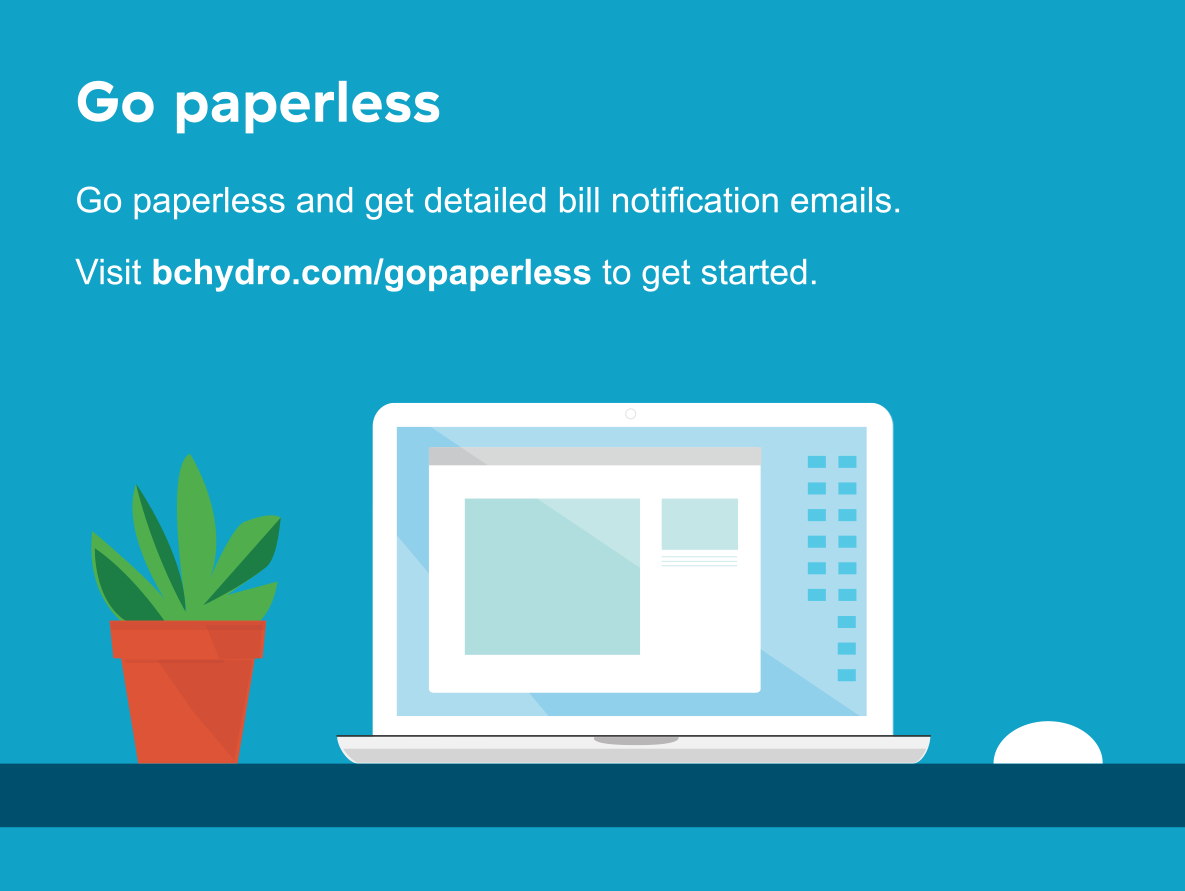 Go paperless
Go paperless and get detailed bill notification emails.
Visit bchydro.com/gopaperless to get started.